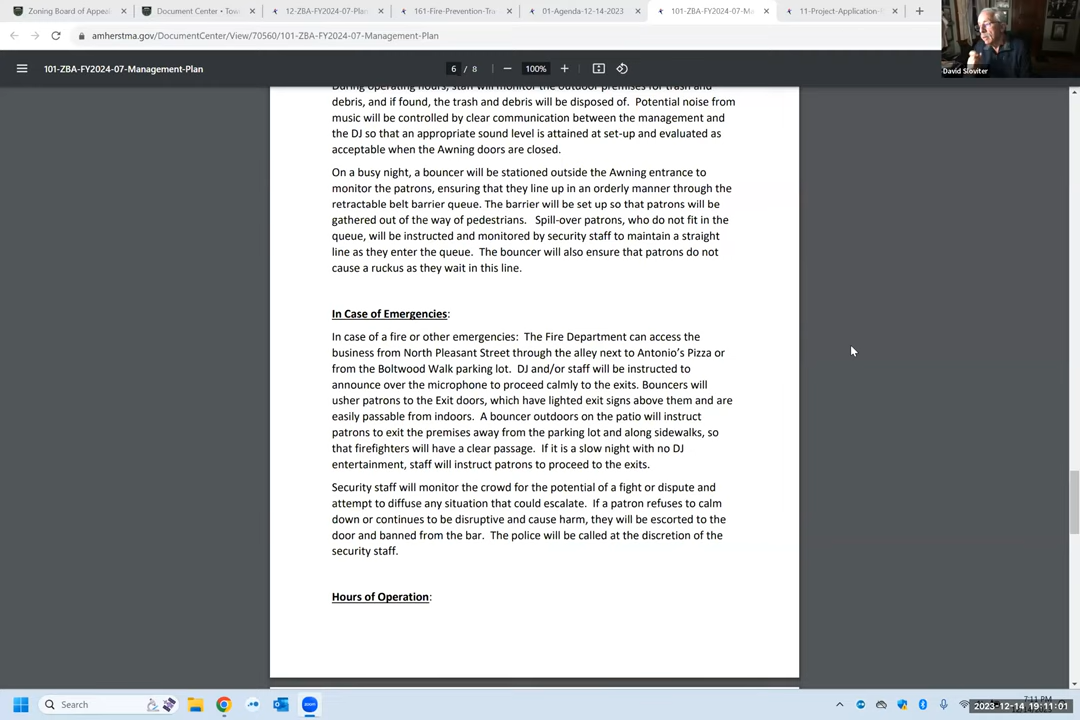 Zoning Board of Appeal
Document Center • Tow
12-ZBA-FY2024-07-Plan
161-Fire-Prevention-Tra
01-Agenda-12-14-2023
101-ZBA-FY2024-07-Ma
11-Project-Application-
amherstma.gov/DocumentCenter/View/70560/101-ZBA-FY2024-07-Management-Plan
David Sloviter
101-ZBA-FY2024-07-Management-Plan
6 / 8
100%
During operating hours, staff will monitor the outdoor premises for trash and
debris, and if found, the trash and debris will be disposed of. Potential noise from
music will be controlled by clear communication between the management and
the DJ so that an appropriate sound level is attained at set-up and evaluated as
acceptable when the Awning doors are closed.
On a busy night, a bouncer will be stationed outside the Awning entrance to
monitor the patrons, ensuring that they line up in an orderly manner through the
retractable belt barrier queue. The barrier will be set up so that patrons will be
gathered out of the way of pedestrians. Spill-over patrons, who do not fit in the
queue, will be instructed and monitored by security staff to maintain a straight
line as they enter the queue. The bouncer will also ensure that patrons do not
cause a ruckus as they wait in this line.
In Case of Emergencies:
In case of a fire or other emergencies: The Fire Department can access the
business from North Pleasant Street through the alley next to Antonio's Pizza or
from the Boltwood Walk parking lot. DJ and/or staff will be instructed to
announce over the microphone to proceed calmly to the exits. Bouncers will
usher patrons to the Exit doors, which have lighted exit signs above them and are
easily passable from indoors. A bouncer outdoors on the patio will instruct
patrons to exit the premises away from the parking lot and along sidewalks, so
that firefighters will have a clear passage. If it is a slow night with no DJ
entertainment, staff will instruct patrons to proceed to the exits.
Security staff will monitor the crowd for the potential of a fight or dispute and
attempt to diffuse any situation that could escalate. If a patron refuses to calm
down or continues to be disruptive and cause harm, they will be escorted to the
door and banned from the bar. The police will be called at the discretion of the
security staff.
Hours of Operation:
Search
zoom
7:11 PM
2023-12-14 19:11:01